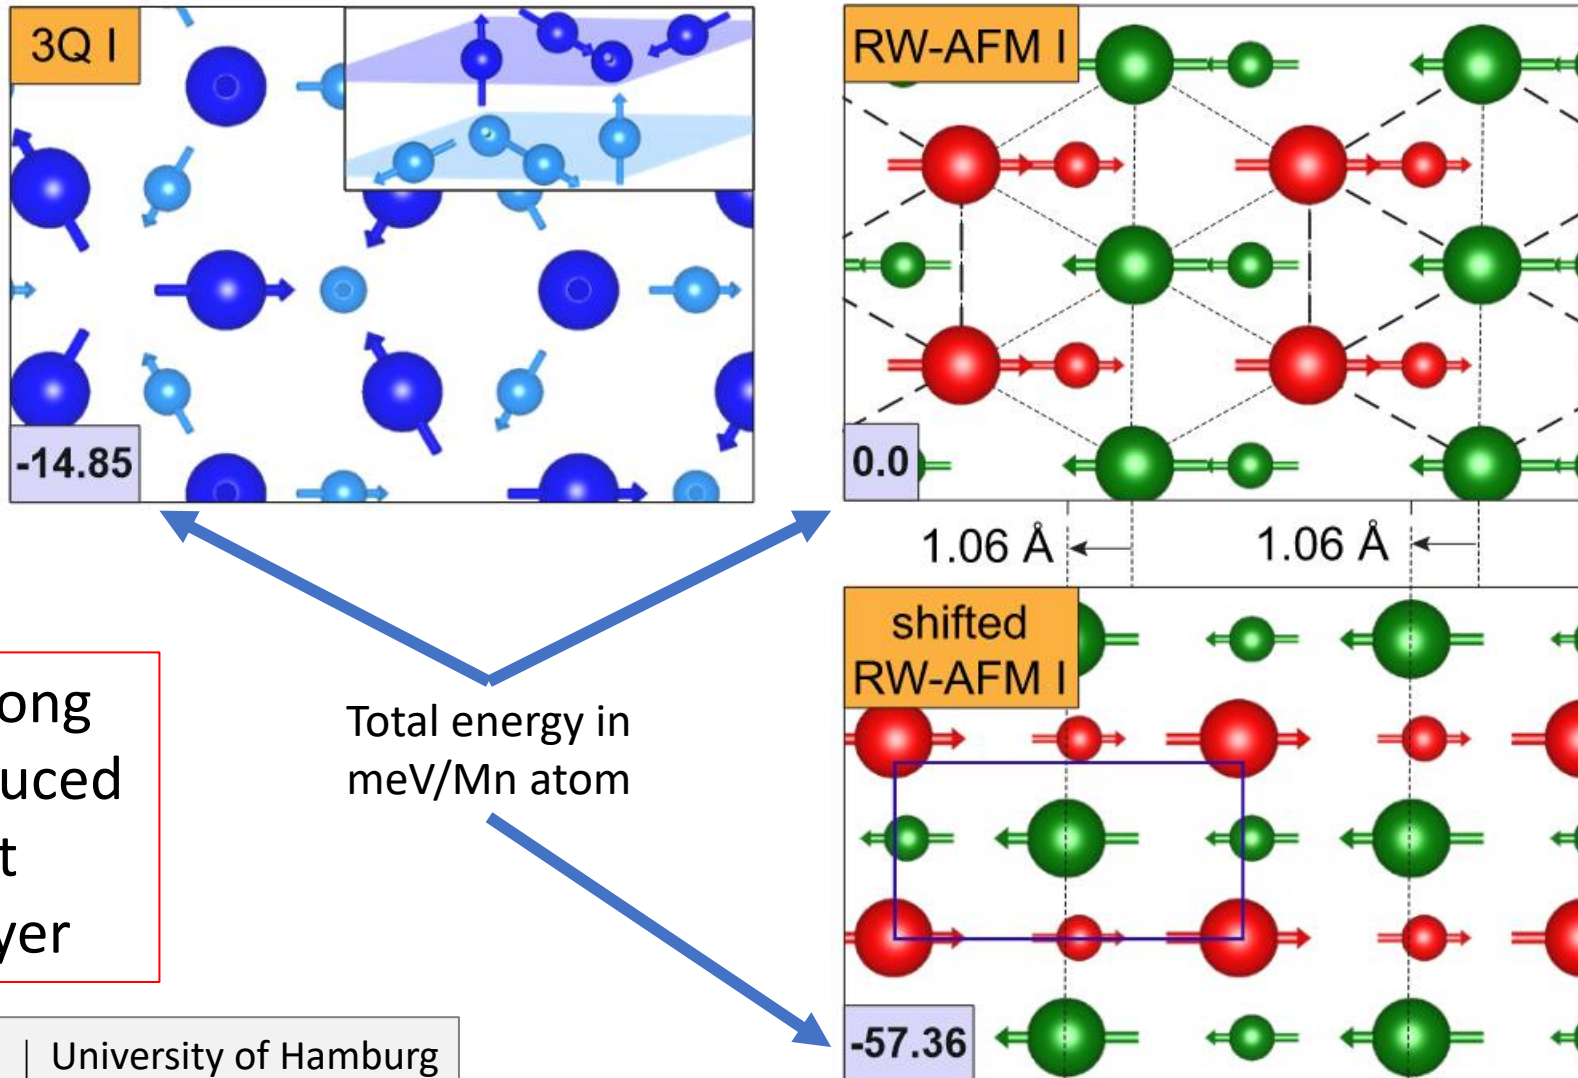 3Q I
-14.85
RW-AFM I
0.0
1.06 Å
1.06 Å
shifted
RW-AFM I
-57.36
Total energy in
meV/Mn atom
ong
uced
t
yer
| University of Hamburg